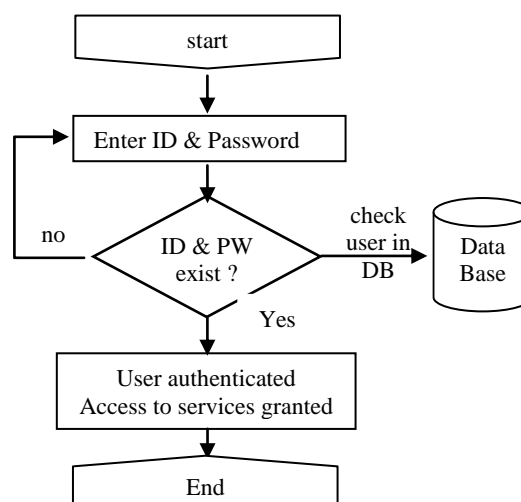 start
Enter ID & Password
no
ID & PW
exist ?
check
user in
DB
Data
Base
Yes
User authenticated
Access to services granted
End